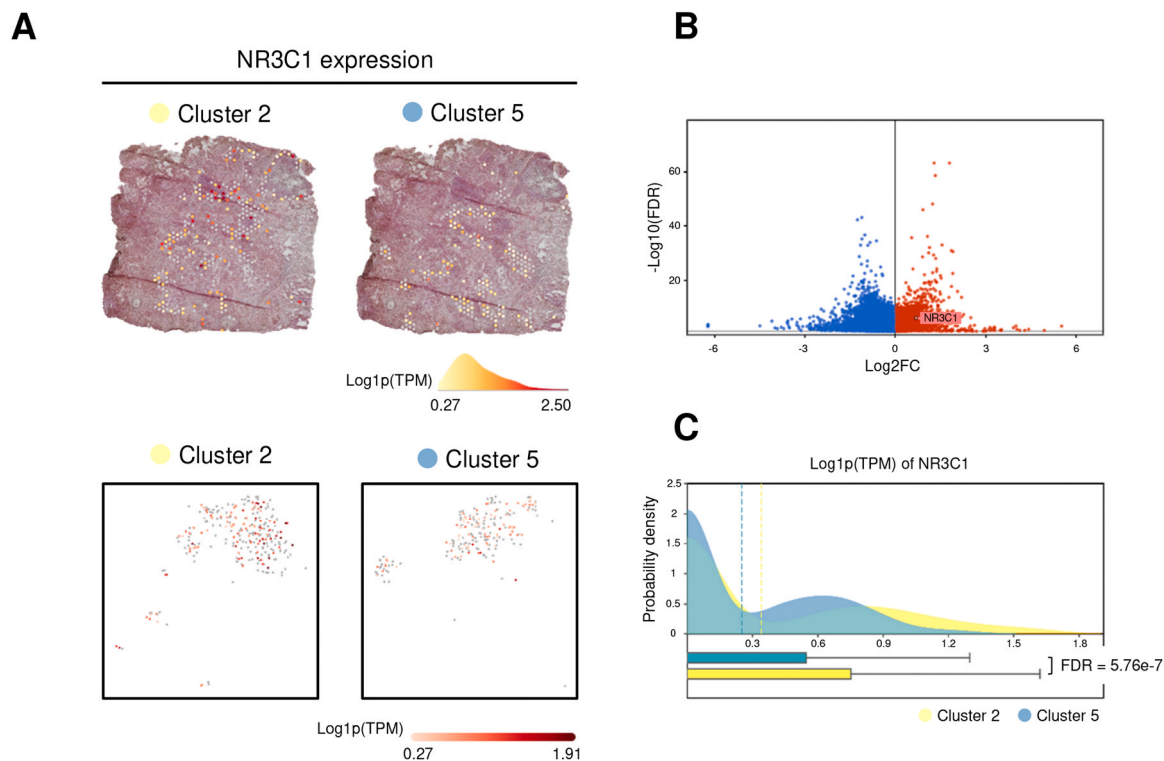 A
NR3C1 expression
Cluster 2
Cluster 5
Log1p(TPM)
0.27
2.50
Cluster 2
Cluster 5
Log1p(TPM)
0.27
1.91
B
-Log10(FDR)
60
40
20
NR3C1
-6
-3
0
3
6
Log2FC
C
Log1p(TPM) of NR3C1
Probability density
2.5
2
1.5
1
0.5
0
0.3
0.6
0.9
1.2
1.5
1.8
FDR = 5.76e-7
Cluster 2
Cluster 5